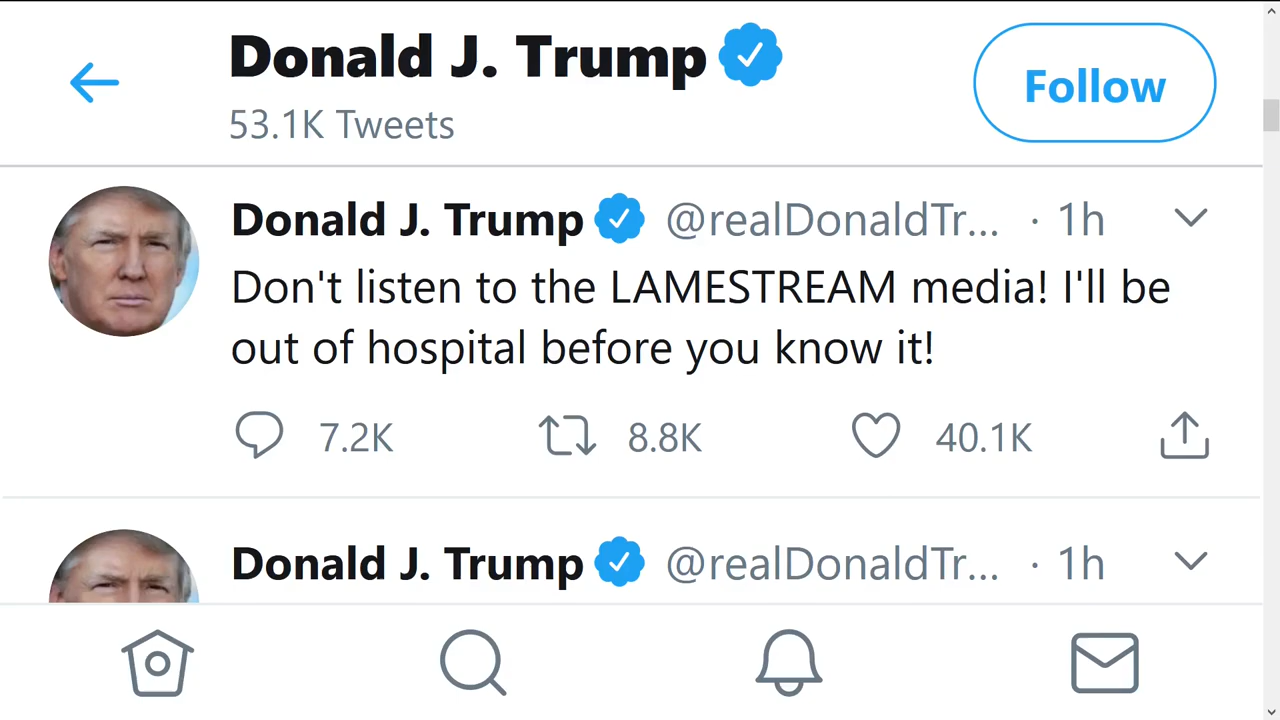 Donald J. Trump
53.1K Tweets
Follow
Donald J. Trump @realDonaldTr... · 1h
Don't listen to the LAMESTREAM media! I'll be
out of hospital before you know it!
7.2K 8.8K 40.1K
Donald J. Trump @realDonaldTr... · 1h